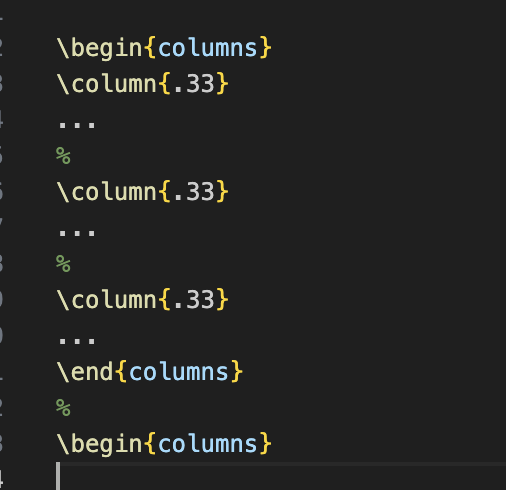 \begin{columns}
\column{.33}
...
%
\column{.33}
...
%
\column{.33}
...
\end{columns}
%
\begin{columns}